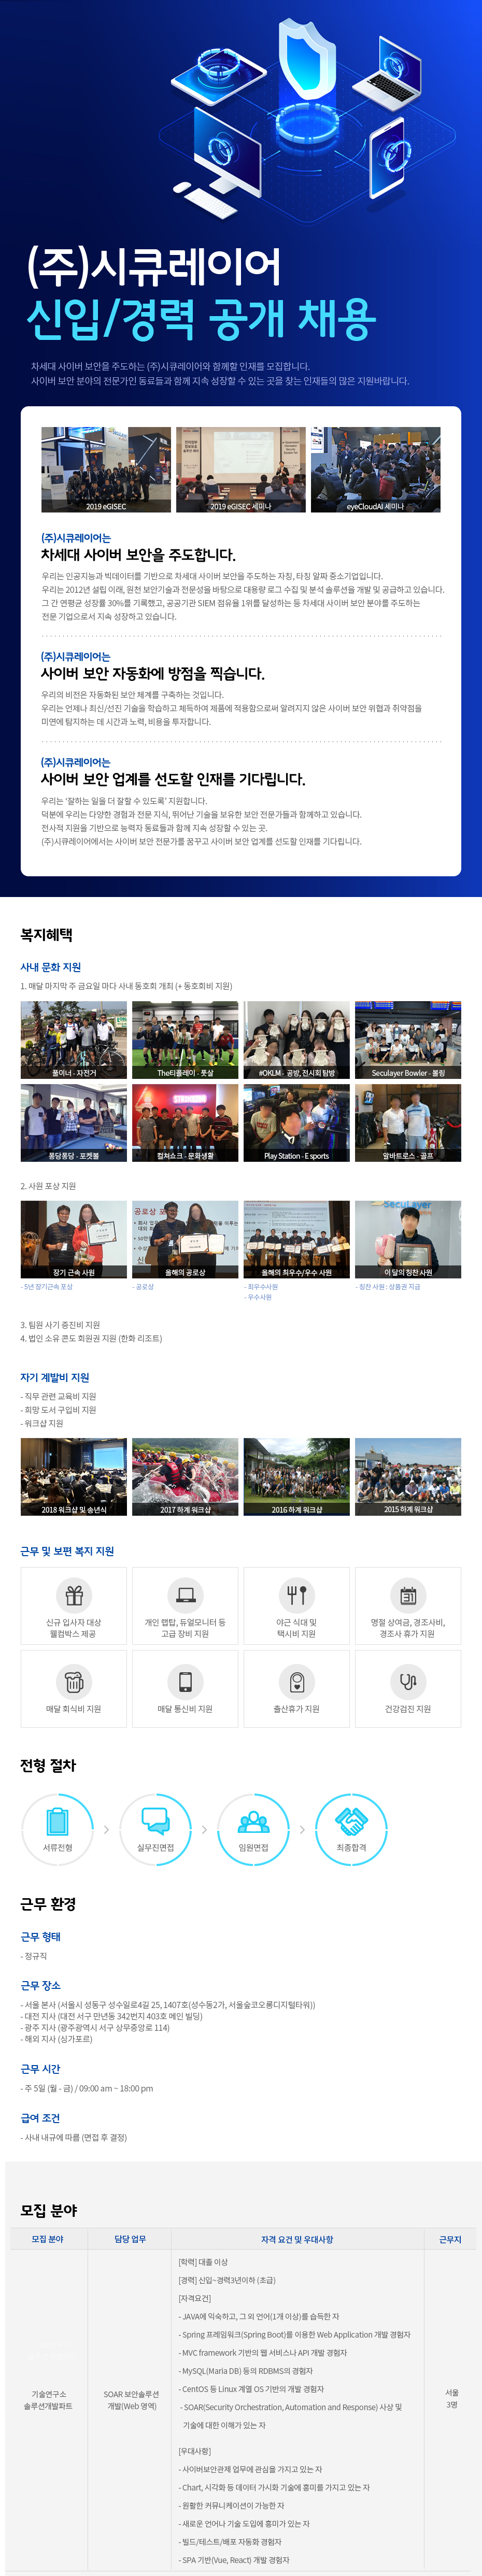 (주)시큐레이어
신입/경력 공개 채용
차세대 사이버 보안을 주도하는 (주)시큐레이어와 함께할 인재를 모집합니다.
사이버 보안 분야의 전문가인 동료들과 함께 지속 성장할 수 있는 곳을 찾는 인재들의 많은 지원바랍니다.
2019 eGISEC
2019 eGISEC 세미나
eyeCloudAI 세미나
(주)시큐레이어는
차세대 사이버 보안을 주도합니다.
우리는 인공지능과 빅데이터를 기반으로 차세대 사이버 보안을 주도하는 자칭, 타칭 알짜 중소기업입니다.
우리는 2012년 설립 이래, 원천 보안기술과 전문성을 바탕으로 대용량 로그 수집 및 분석 솔루션을 개발 및 공급하고 있습니다.
그 간 연평균 성장률 30%를 기록했고, 공공기관 SIEM 점유율 1위를 달성하는 등 차세대 사이버 보안 분야를 주도하는
전문 기업으로서 지속 성장하고 있습니다.
(주)시큐레이어는
사이버 보안 자동화에 방점을 찍습니다.
우리의 비전은 자동화된 보안 체계를 구축하는 것입니다.
우리는 언제나 최신/선진 기술을 학습하고 체득하여 제품에 적용함으로써 알려지지 않은 사이버 보안 위협과 취약점을
미연에 탐지하는 데 시간과 노력, 비용을 투자합니다.
(주)시큐레이어는
사이버 보안 업계를 선도할 인재를 기다립니다.
우리는 '잘하는 일을 더 잘할 수 있도록' 지원합니다.
덕분에 우리는 다양한 경험과 전문 지식, 뛰어난 기술을 보유한 보안 전문가들과 함께하고 있습니다.
전사적 지원을 기반으로 능력자 동료들과 함께 지속 성장할 수 있는 곳.
(주)시큐레이어에서는 사이버 보안 전문가를 꿈꾸고 사이버 보안 업계를 선도할 인재를 기다립니다.
복지혜택
사내 문화 지원
1. 매달 마지막 주 금요일 마다 사내 동호회 개최 (+ 동호회비 지원)
풀이너 - 자전거
The티플레이 - 풋살
#OKLM - 공방, 전시회 탐방
Seculayer Bowler - 볼링
퐁당퐁당 - 포켓볼
컬쳐쇼크 - 문화생활
Play Station - E sports
알바트로스 - 골프
2. 사원 포상 지원
장기 근속 사원
올해의 공로상
올해의 최우수/우수 사원
이 달의 칭찬 사원
- 5년 장기근속 포상
- 공로상
- 최우수사원
- 우수사원
- 칭찬 사원 : 상품권 지급
3. 팀원 사기 증진비 지원
4. 법인 소유 콘도 회원권 지원 (한화 리조트)
자기 계발비 지원
- 직무 관련 교육비 지원
- 희망 도서 구입비 지원
- 워크샵 지원
2018 워크샵 및 송년식
2017 하계 워크샵
2016 하계 워크샵
2015 하계 워크샵
근무 및 보편 복지 지원
신규 입사자 대상
웰컴박스 제공
개인 랩탑, 듀얼모니터 등
고급 장비 지원
야근 식대 및
택시비 지원
명절 상여금, 경조사비,
경조사 휴가 지원
매달 회식비 지원
매달 통신비 지원
출산휴가 지원
건강검진 지원
전형 절차
서류전형
실무진면접
임원면접
최종합격
근무 환경
근무 형태
- 정규직
근무 장소
- 서울 본사 (서울시 성동구 성수일로4길 25, 1407호(성수동2가, 서울숲코오롱디지털타워))
- 대전 지사 (대전 서구 만년동 342번지 403호 메인 빌딩)
- 광주 지사 (광주광역시 서구 상무중앙로 114)
- 해외 지사 (싱가포르)
근무 시간
- 주 5일 (월 - 금) / 09:00 am ~ 18:00 pm
급여 조건
- 사내 내규에 따름 (면접 후 결정)
모집 분야
모집 분야
담당 업무
자격 요건 및 우대사항
근무지
기술연구소
솔루션개발파트
SOAR 보안솔루션
개발(Web 영역)
[학력] 대졸 이상
[경력] 신입~경력3년이하 (초급)
[자격요건]
- JAVA에 익숙하고, 그 외 언어(1개 이상)를 습득한 자
- Spring 프레임워크(Spring Boot)를 이용한 Web Application 개발 경험자
- MVC framework 기반의 웹 서비스나 API 개발 경험자
- MySQL(Maria DB) 등의 RDBMS의 경험자
- CentOS 등 Linux 계열 OS 기반의 개발 경험자
- SOAR(Security Orchestration, Automation and Response) 사상 및
기술에 대한 이해가 있는 자
[우대사항]
- 사이버보안관제 업무에 관심을 가지고 있는 자
- Chart, 시각화 등 데이터 가시화 기술에 흥미를 가지고 있는 자
- 원활한 커뮤니케이션이 가능한 자
- 새로운 언어나 기술 도입에 흥미가 있는 자
- 빌드/테스트/배포 자동화 경험자
- SPA 기반(Vue, React) 개발 경험자
서울
3명